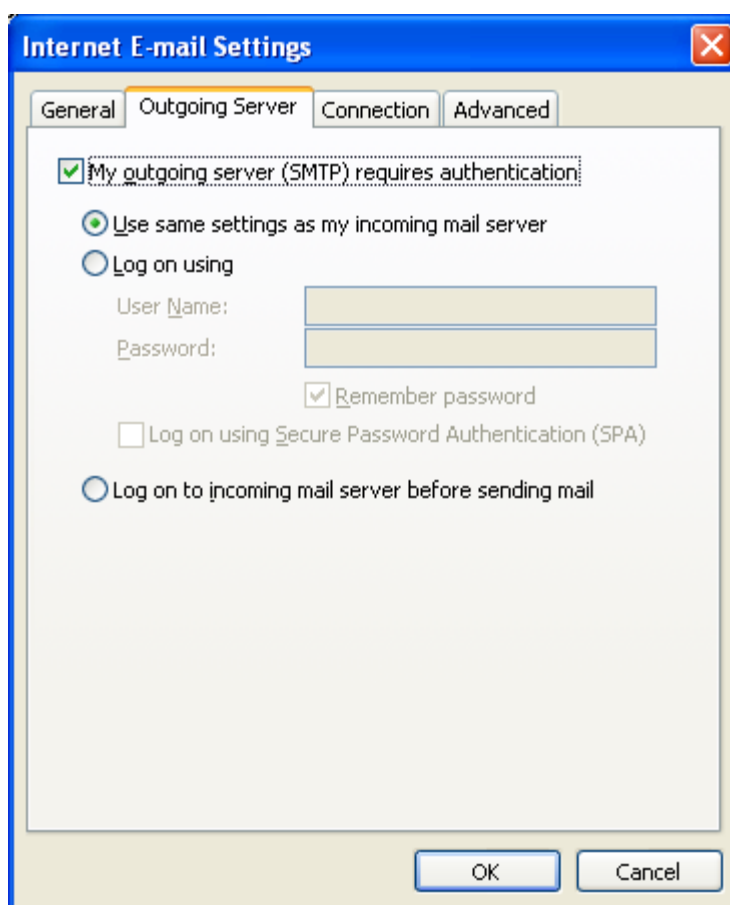 Internet E-mail Settings
General Outgoing Server Connection Advanced
My outgoing server (SMTP) requires authentication
Use same settings as my incoming mail server
Log on using
User Name:
Password:
Remember password
Log on using Secure Password Authentication (SPA)
Log on to incoming mail server before sending mail
OK Cancel